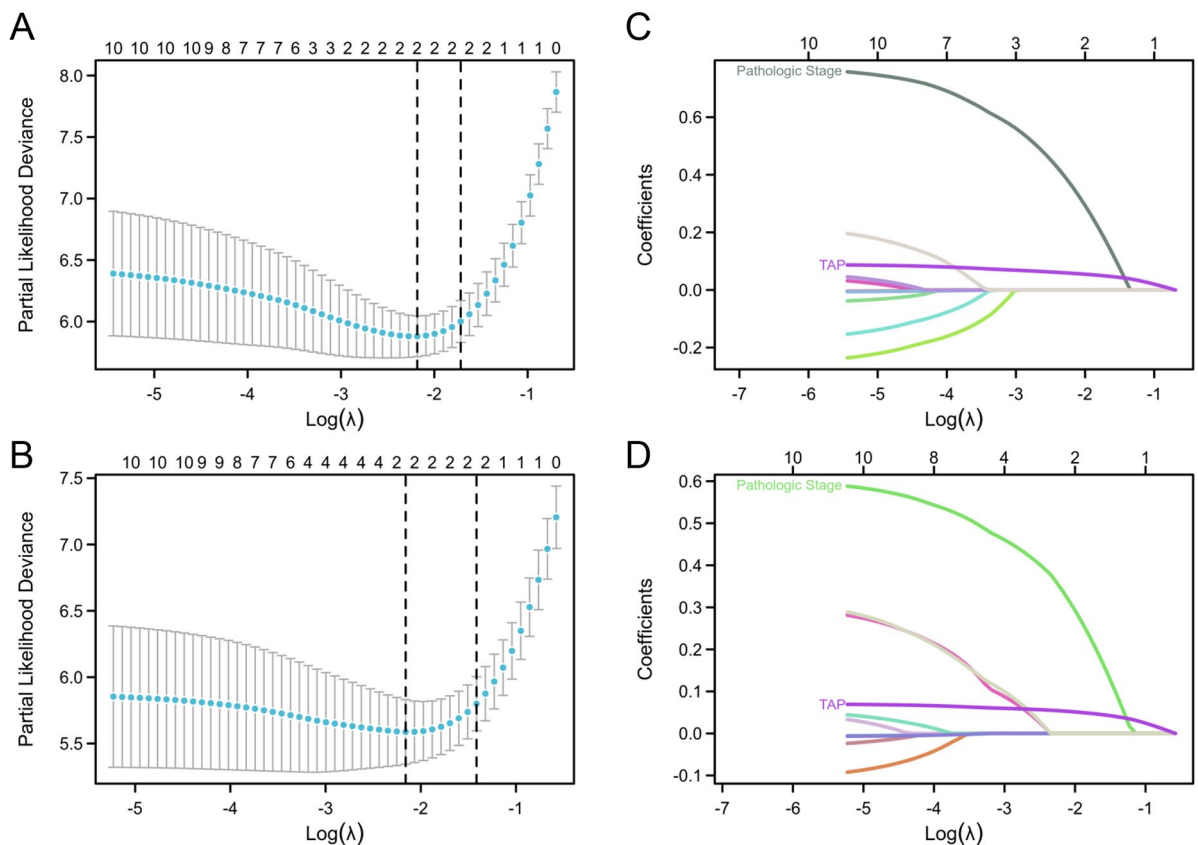 A
10 10 10 10 9 8 7 7 7 6 3 3 2 2 2 2 2 2 2 2 2 1 1 1 0
8.0
7.5
7.0
6.5
6.0
Partial Likelihood Deviance
-5 -4 -3 -2 -1
Log(λ)
C
10 10 7 3 2 1
Pathologic Stage
TAP
0.6
0.4
0.2
0.0
-0.2
Coefficients
-7 -6 -5 -4 -3 -2 -1
Log(λ)
B
10 10 10 9 9 8 7 7 6 4 4 4 4 4 2 2 2 2 2 2 1 1 1 0
7.5
7.0
6.5
6.0
5.5
Partial Likelihood Deviance
-5 -4 -3 -2 -1
Log(λ)
D
10 10 8 4 2 1
Pathologic Stage
TAP
0.6
0.5
0.4
0.3
0.2
0.1
0.0
-0.1
Coefficients
-7 -6 -5 -4 -3 -2 -1
Log(λ)